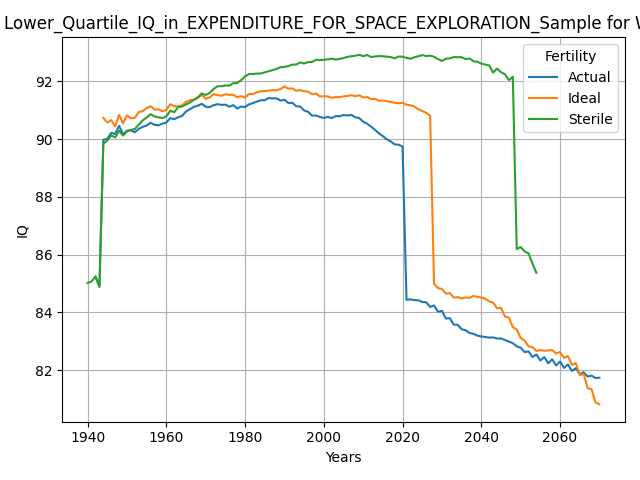 Lower_Quartile_IQ_in_EXPENDITURE_FOR_SPACE_EXPLORATION_Sample for
Fertility
Actual
Ideal
Sterile
92
90
88
86
84
82
IQ
1940 1960 1980 2000 2020 2040 2060
Years